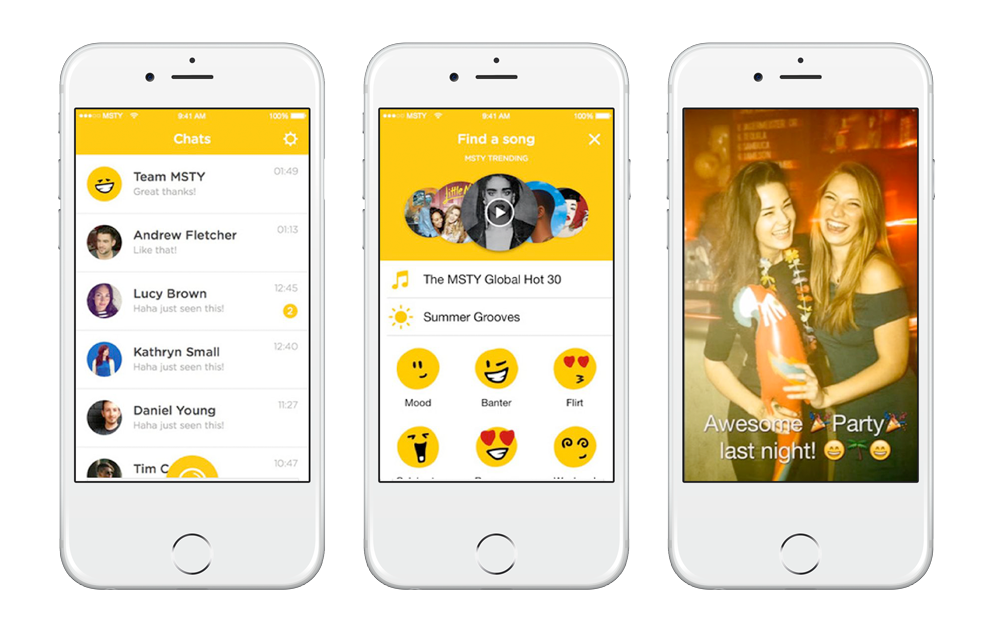 MSTY 9:41 AM 100%
Chats
Team MSTY 01:49
Great thanks!
Andrew Fletcher 01:13
Like that!
Lucy Brown 12:45
Haha just seen this! 2
Kathryn Small 12:40
Haha just seen this!
Daniel Young 11:27
Haha just seen this!
Tim C 10:47
MSTY 9:41 AM 100%
Find a song
MSTY TRENDING
The MSTY Global Hot 30
Summer Grooves
Mood Banter Flirt
Awesome 🎉Party🎉
last night! 😄🌴😄